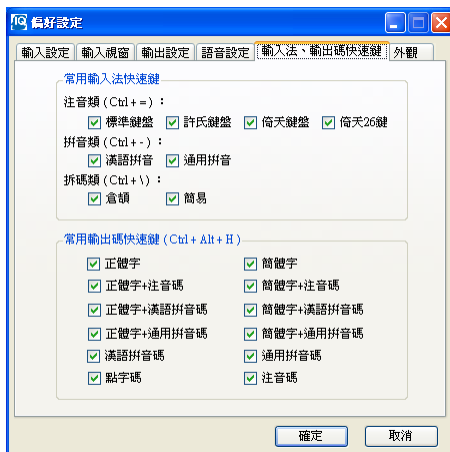 IQ 偏好設定
輸入設定 輸入視窗 輸出設定 語音設定 輸入法、輸出碼快速鍵 外觀
常用輸入法快速鍵
注音類(Ctrl+=)：
標準鍵盤 許氏鍵盤 倚天鍵盤 倚天26鍵
拼音類(Ctrl+-)：
漢語拼音 通用拼音
拆碼類(Ctrl+\)：
倉頡 簡易
常用輸出碼快速鍵(Ctrl+Alt+H)
正體字 簡體字
正體字+注音碼 簡體字+注音碼
正體字+漢語拼音碼 簡體字+漢語拼音碼
正體字+通用拼音碼 簡體字+通用拼音碼
漢語拼音碼 通用拼音碼
點字碼 注音碼
確定 取消